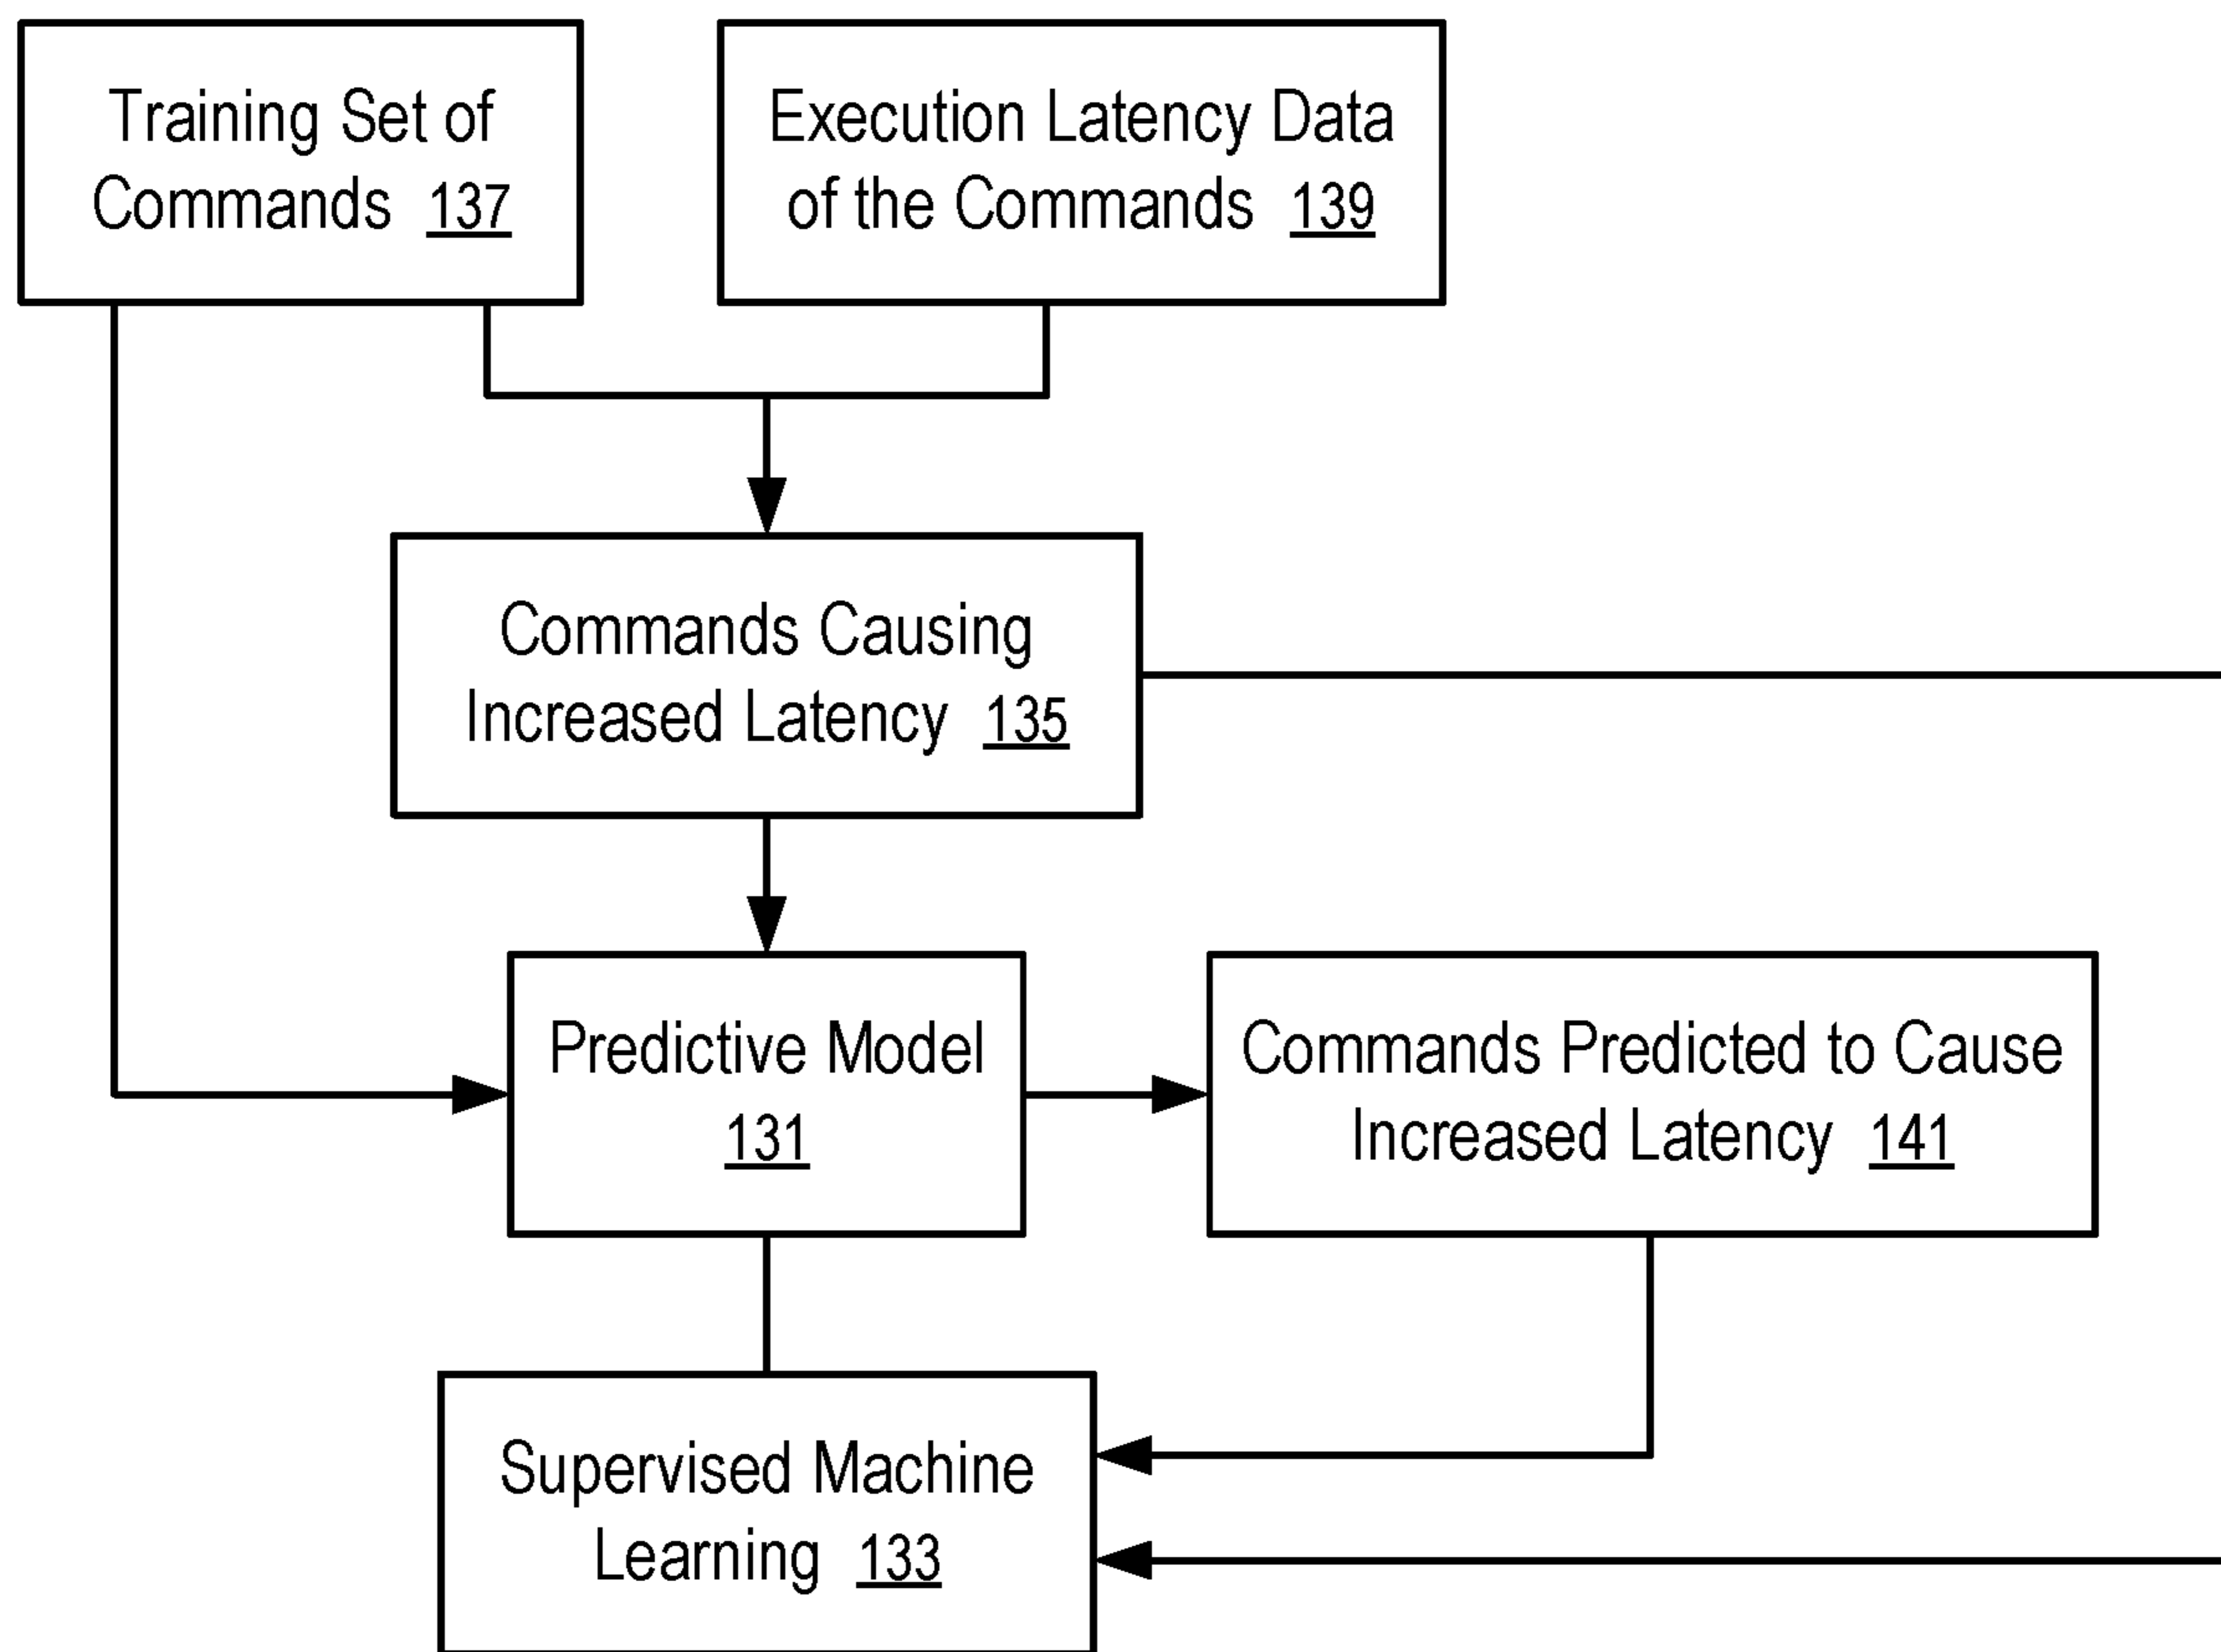 Training Set of
Commands 137
Execution Latency Data
of the Commands 139
Commands Causing
Increased Latency 135
Predictive Model
131
Commands Predicted to Cause
Increased Latency 141
Supervised Machine
Learning 133